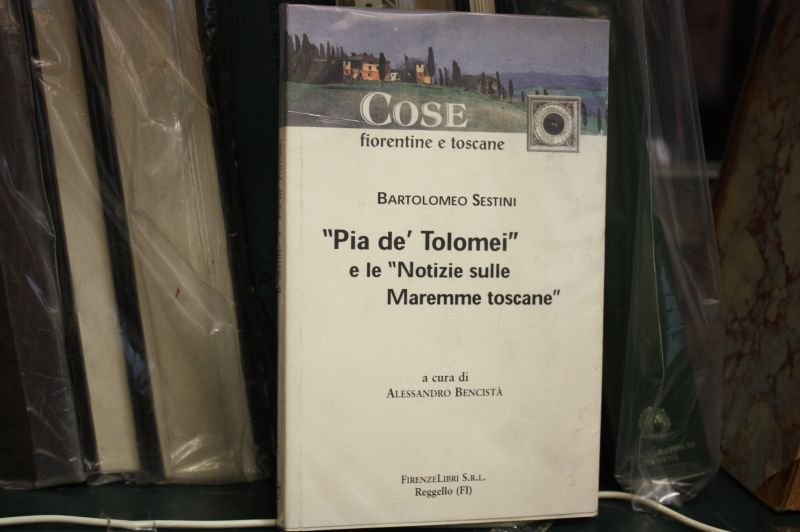 COSE
fiorentine e toscane
BARTOLOMEO SESTINI
"Pia de' Tolomei"
e le "Notizie sulle
Maremme toscane"
a cura di
ALESSANDRO BENCISTÀ
FIRENZELIBRI S.R.L.
Reggello (FI)